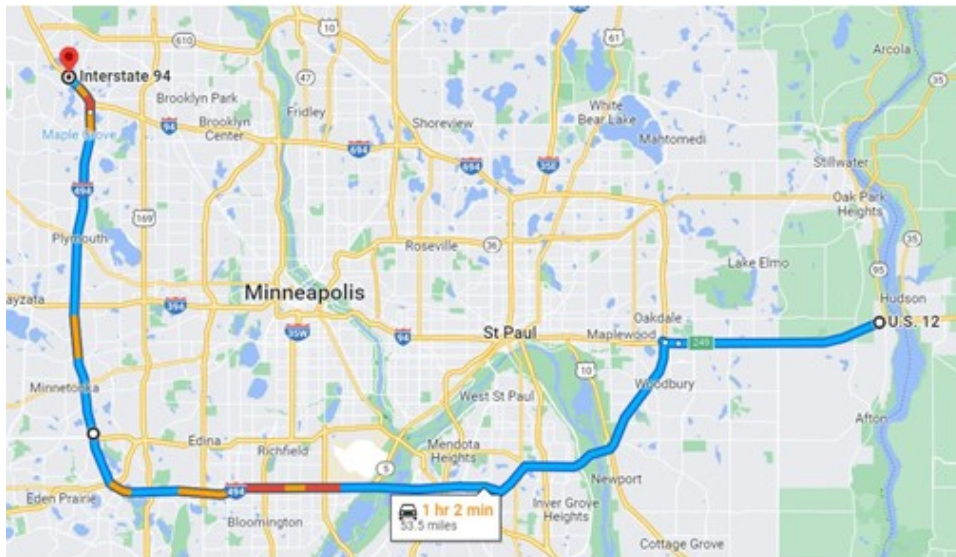 610
10
61
Arcola
Interstate 94
47
35
Brooklyn Park
Fridley
White
Bear Lake
Brooklyn
Center
94
Shoreview
Mahtomedi
Maple Grove
694
694
35E
Stillwater
494
Oak Park
Heights
169
Plymouth
Roseville
36
35
Lake Elmo
95
ayzata
394
Minneapolis
Hudson
35W
94
St Paul
Oakdale
Maplewood
249
U.S. 12
Minnetonka
10
Woodbury
West St Paul
Afton
Edina
Richfield
Mendota
Heights
5
Newport
Eden Prairie
494
Bloomington
1 hr 2 min
53.5 miles
Inver Grove
Heights
Cottage Grove